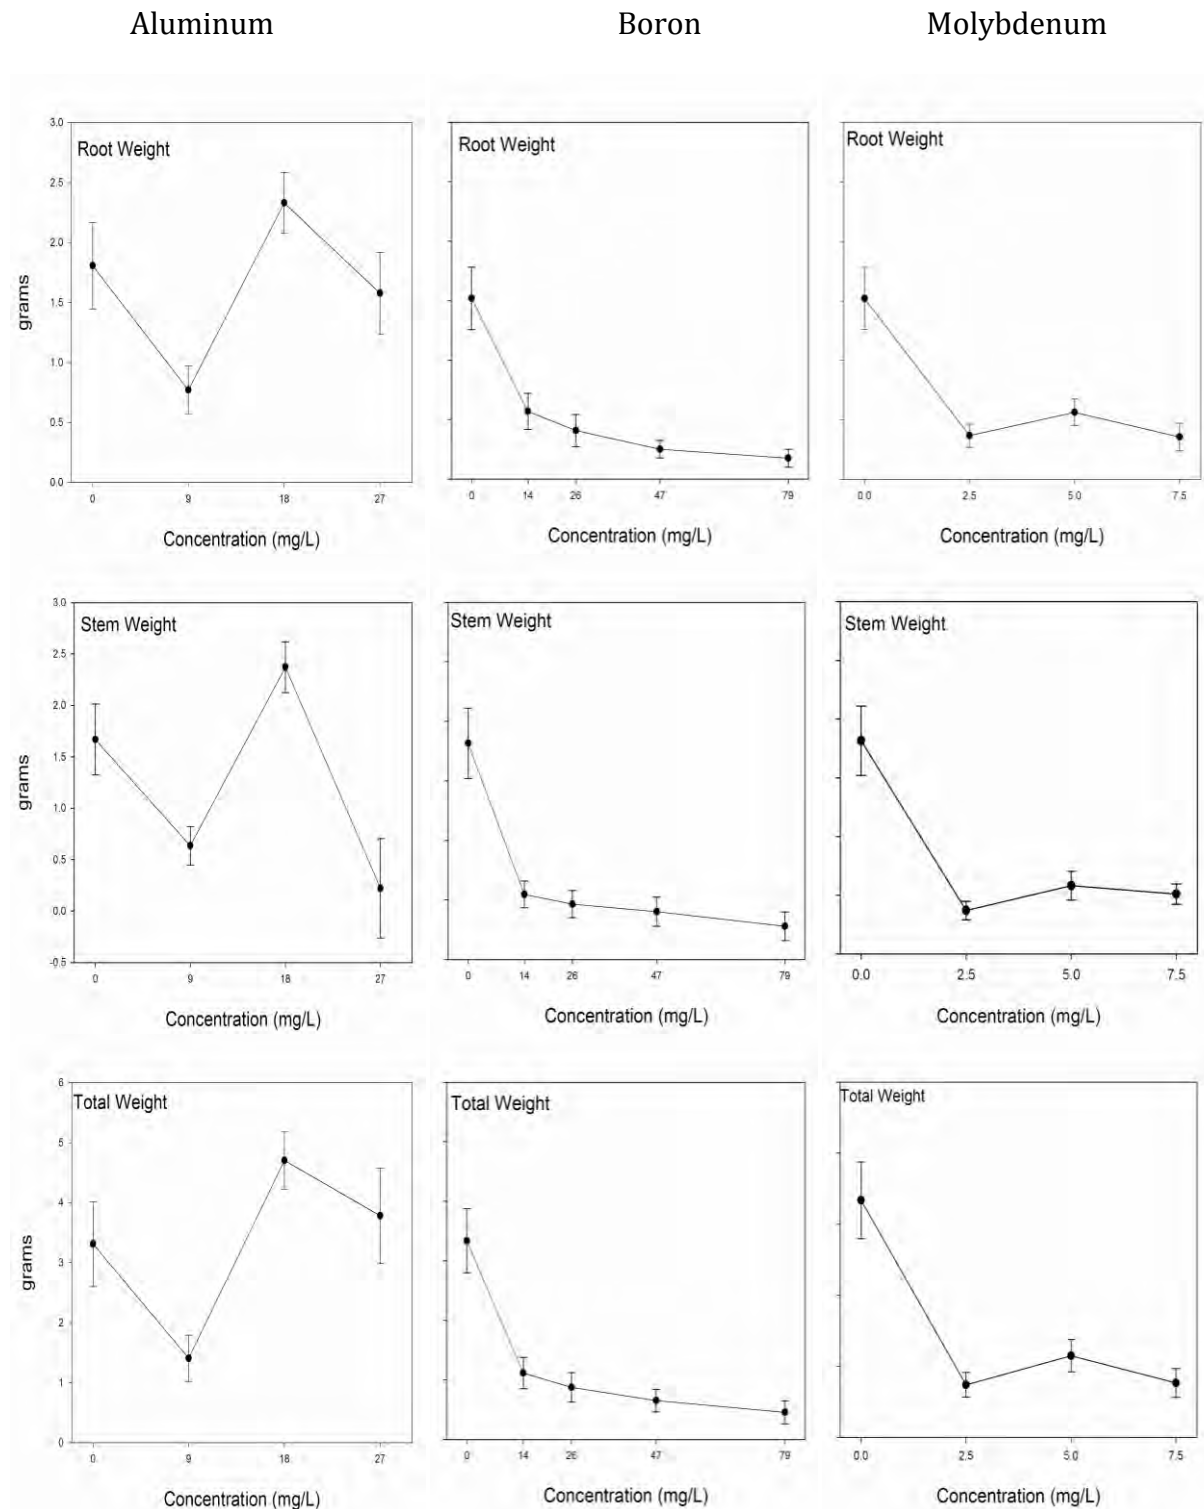 Aluminum Boron Molybdenum
Root Weight
3.0
2.5
2.0
1.5
1.0
0.5
0.0
grams
0 9 18 27
Concentration (mg/L)
Root Weight
0 14 26 47 79
Concentration (mg/L)
Root Weight
0.0 2.5 5.0 7.5
Concentration (mg/L)
Stem Weight
3.0
2.5
2.0
1.5
1.0
0.5
0.0
-0.5
grams
0 9 18 27
Concentration (mg/L)
Stem Weight
0 14 26 47 79
Concentration (mg/L)
Stem Weight
0.0 2.5 5.0 7.5
Concentration (mg/L)
Total Weight
6
5
4
3
2
1
0
grams
0 9 18 27
Concentration (mg/L)
Total Weight
0 14 26 47 79
Concentration (mg/L)
Total Weight
0.0 2.5 5.0 7.5
Concentration (mg/L)